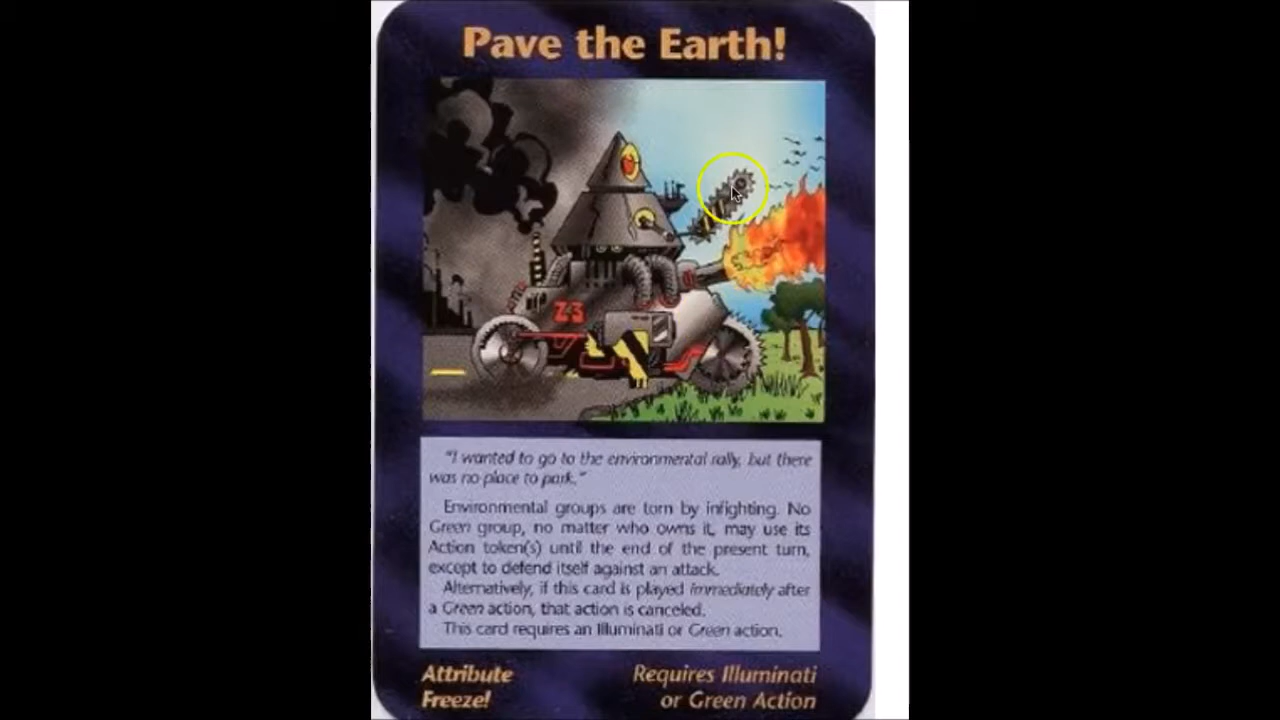 Pave the Earth!
Z-3
"I wanted to go to the environmental rally, but there
was no place to park."
Environmental groups are torn by infighting. No
Green group, no matter who owns it, may use its
Action token(s) until the end of the present turn,
except to defend itself against an attack.
Alternatively, if this card is played immediately after
a Green action, that action is canceled.
This card requires an Illuminati or Green action.
Attribute
Freeze!
Requires Illuminati
or Green Action